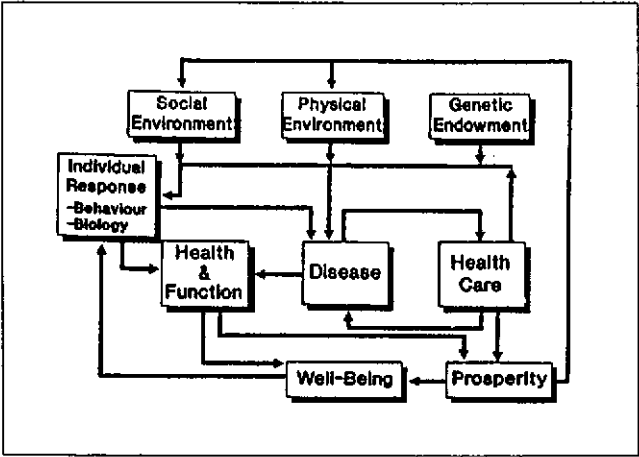 Social
Environment
Physical
Environment
Genetic
Endowment
Individual
Response
-Behaviour
-Biology
Health
&
Function
Disease
Health
Care
Well-Being
Prosperity